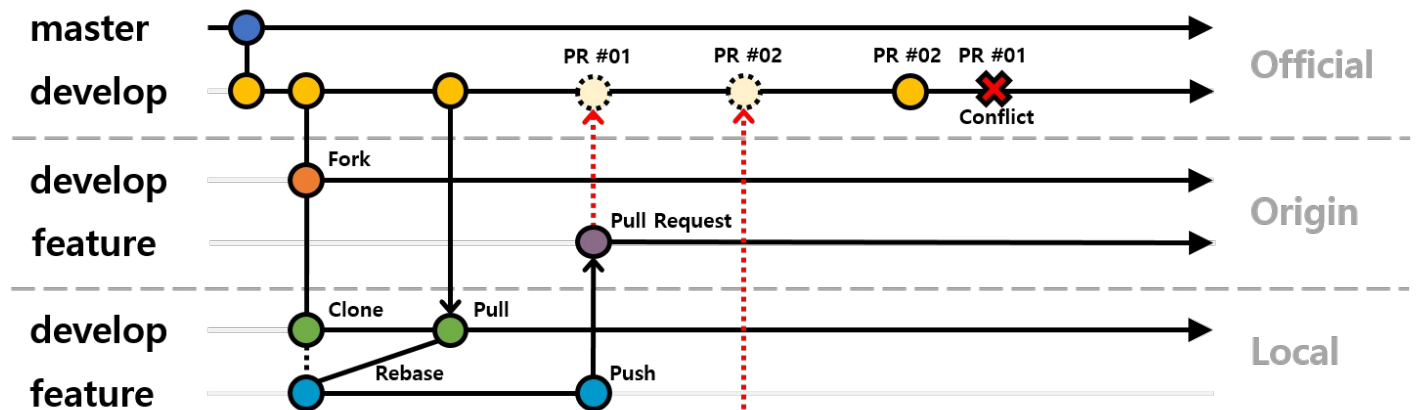 master
PR #01
PR #02
PR #02
PR #01
Official
develop
Conflict
Fork
develop
Origin
Pull Request
feature
Clone
Pull
develop
Local
Rebase
Push
feature